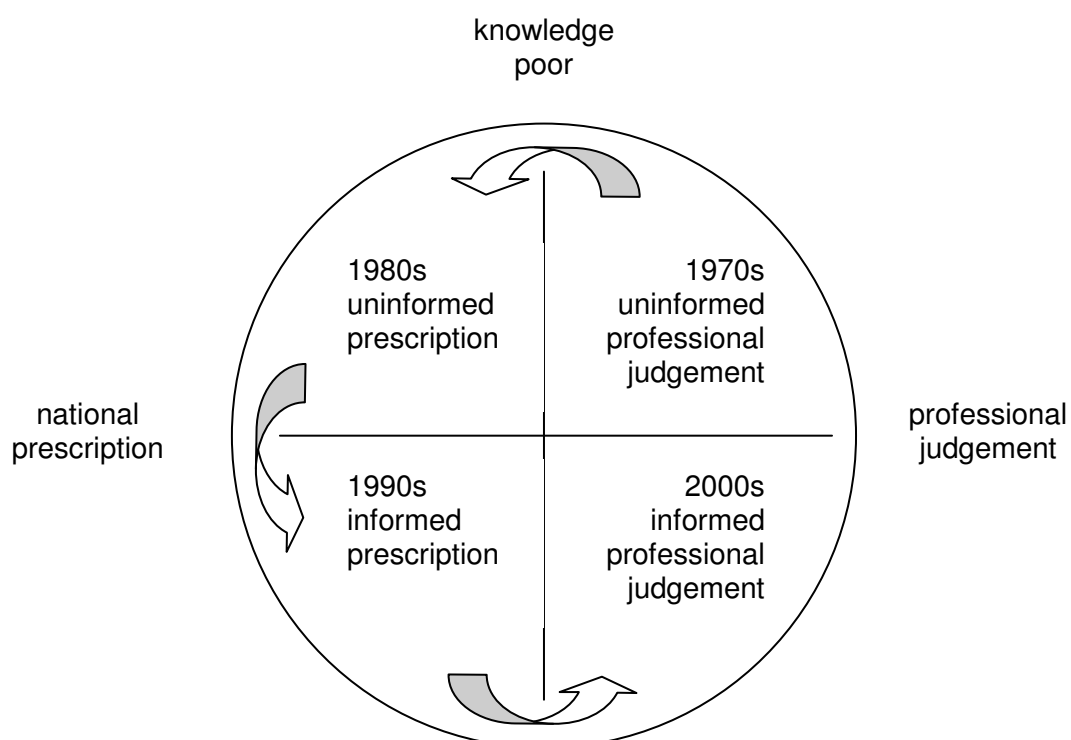 knowledge
poor
1980s
uninformed
prescription
1970s
uninformed
professional
judgement
national
prescription
professional
judgement
1990s
informed
prescription
2000s
informed
professional
judgement